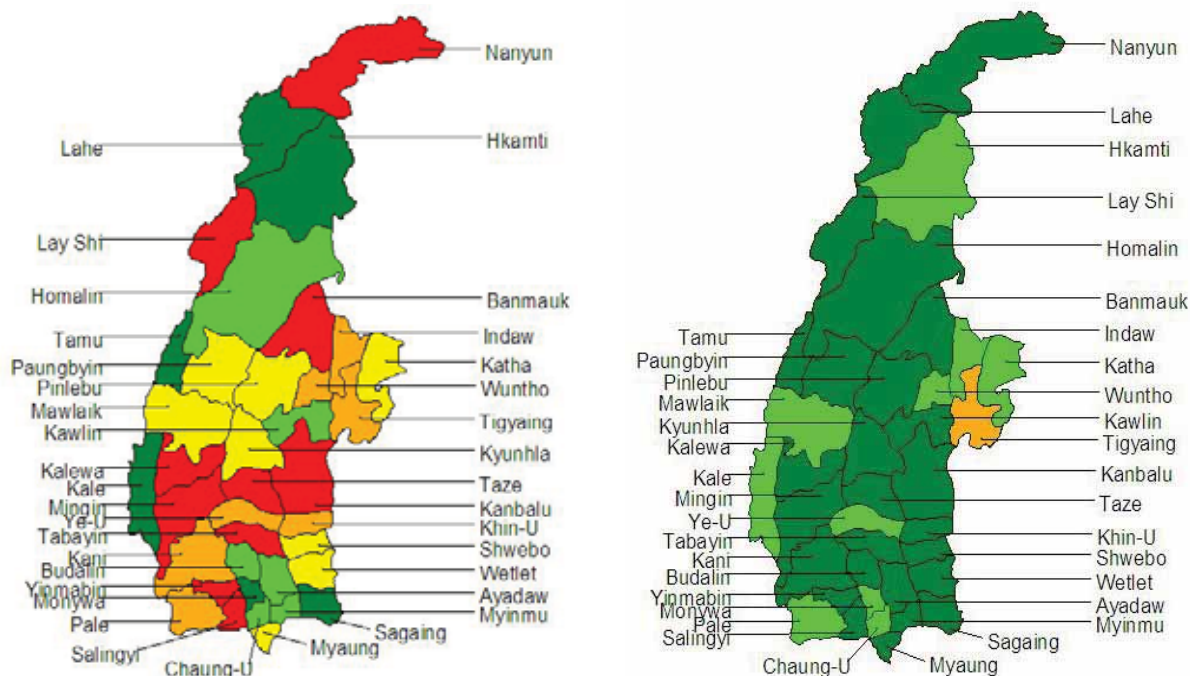 Nanyun
Lahe
Hkamti
Lay Shi
Homalin
Banmauk
Tamu
Indaw
Paungbyin
Katha
Pinlebu
Wuntho
Mawlaik
Tigyaing
Kawlin
Kyunhla
Kalewa
Taze
Kale
Mingin
Kanbalu
Ye-U
Khin-U
Tabayin
Shwebo
Kani
Budalin
Wetlet
Yinmabin
Ayadaw
Monywa
Myinmu
Pale
Sagaing
Salingyi
Myaung
Chaung-U
Nanyun
Lahe
Hkamti
Lay Shi
Homalin
Banmauk
Tamu
Indaw
Paungbyin
Katha
Pinlebu
Wuntho
Mawlaik
Kyunhla
Kawlin
Kalewa
Tigyaing
Kale
Kanbalu
Mingin
Taze
Ye-U
Tabayin
Khin-U
Kani
Shwebo
Budalin
Wetlet
Yinmabin
Monywa
Ayadaw
Pale
Myinmu
Salingyi
Sagaing
Chaung-U
Myaung